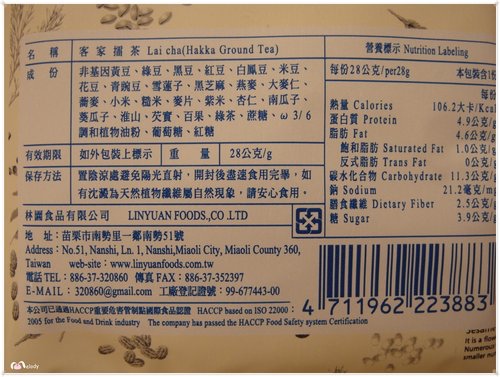 名 稱 客 家 擂 茶 Lai cha(Hakka Ground Tea)
成 份 非基因黃豆、綠豆、黑豆、紅豆、白鳳豆、米豆、
花豆、青豌豆、雪蓮子、黑芝麻、燕麥、大麥仁
蕎麥、小米、糙米、麥片、紫米、杏仁、南瓜子、
葵瓜子、淮山、芡實、百果、綠茶、蔗糖、ω 3/6
調和植物油粉、葡萄糖、紅糖
有效期限 如外包裝上標示 重 量 28公克/g
保存方法 置陰涼處避免陽光直射，開封後盡速食用完畢，如
有沈澱為天然植物纖維屬自然現象，請安心食用。
林園食品有限公司 LINYUAN FOODS.,CO .LTD
地 址：苗栗市南勢里一鄰南勢51號
Address : No.51, Nanshi, Ln. 1, Nanshi,Miaoli City, Miaoli County 360,
Taiwan web-site : www.linyuanfoods.com.tw
電話 TEL : 886-37-320860 傳真 FAX : 886-37-352397
E-MAIL : 320860@gmail.com 工廠登記證號：99-677443-00
本公司已通過HACCP重要危害管制點國際食品認證 HACCP based on ISO 22000 :
2005 for the Food and Drink industry The company has passed the HACCP Food Safety system Certification
營養標示 Nutrition Labeling
每份28公克/per28g 本包裝含1
每份
熱量 Calories 106.2大卡/Kcal
蛋白質 Protein 4.9公克/g
脂肪 Fat 4.6公克/g
飽和脂肪 Saturated Fat 1.0公克/g
反式脂肪 Trans Fat 0公克/g
碳水化合物 Carbohydrate 11.3公克/g
鈉 Sodium 21.2毫克/m
膳食纖維 Dietary Fiber 2.5公克/g
糖 Sugar 3.9公克/g
4 711962 223883
Sesame
It is a flow
Numerous
smaller num
Melody